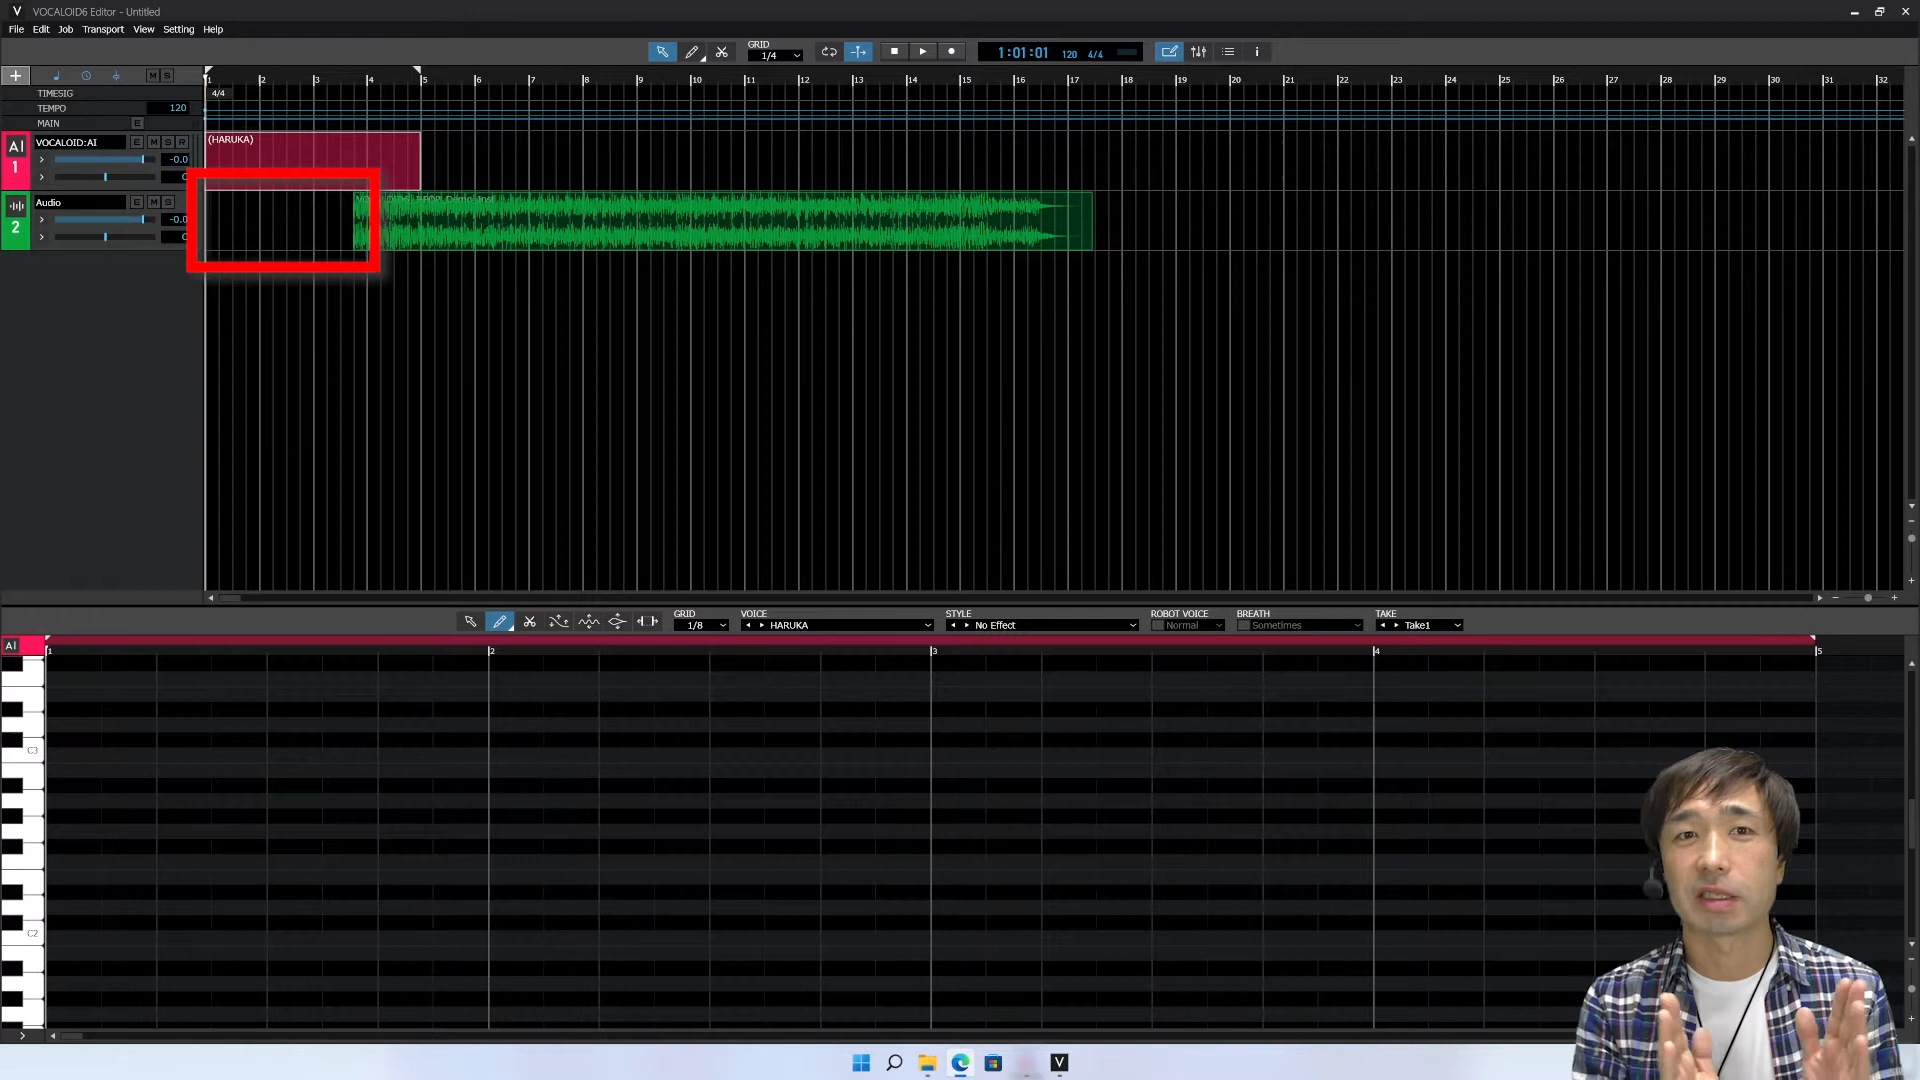 VOCALOID6 Editor - Untitled
File Edit Job Transport View Setting Help
GRID
1/4
1:01:01 120 4/4
M S
1 2 3 4 5 6 7 8 9 10 11 12 13 14 15 16 17 18 19 20 21 22 23 24 25 26 27 28 29 30 31 32
TIMESIG 4/4
TEMPO 120
MAIN E
AI VOCALOID:AI E M S R
(HARUKA)
1 -0.0
Audio E M S
2 -0.0
GRID VOICE STYLE ROBOT VOICE BREATH TAKE
1/8 HARUKA No Effect Normal Sometimes Take1
AI
1 2 3 4 5
C3
C2